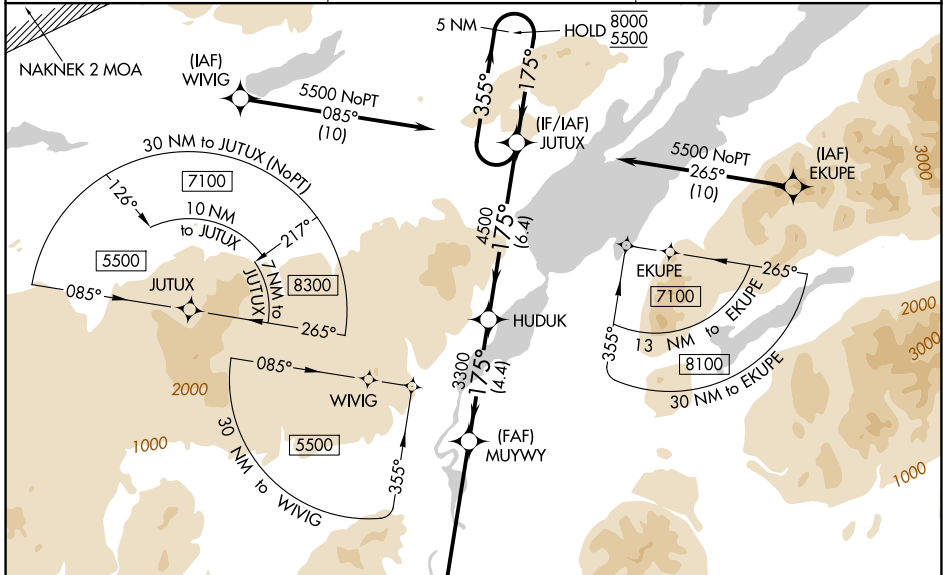 NAKNEK 2 MOA
(IAF)
WIVIG
5500 NoPT
085°
(10)
5 NM
HOLD
8000
5500
355°
175°
(IF/IAF)
JUTUX
5500 NoPT
265°
(10)
(IAF)
EKUPE
3000
30 NM to JUTUX (NoPT)
7100
126°
10 NM
to JUTUX
217°
5500
7 NM to
JUTUX
8300
085°
JUTUX
265°
4500
175°
(6.4)
HUDUK
EKUPE
265°
7100
355°
13 NM to EKUPE
8100
30 NM to EKUPE
2000
3000
085°
WIVIG
2000
5500
355°
30 NM to WIVIG
1000
3300
175°
(4.4)
(FAF)
MUYWY
1000